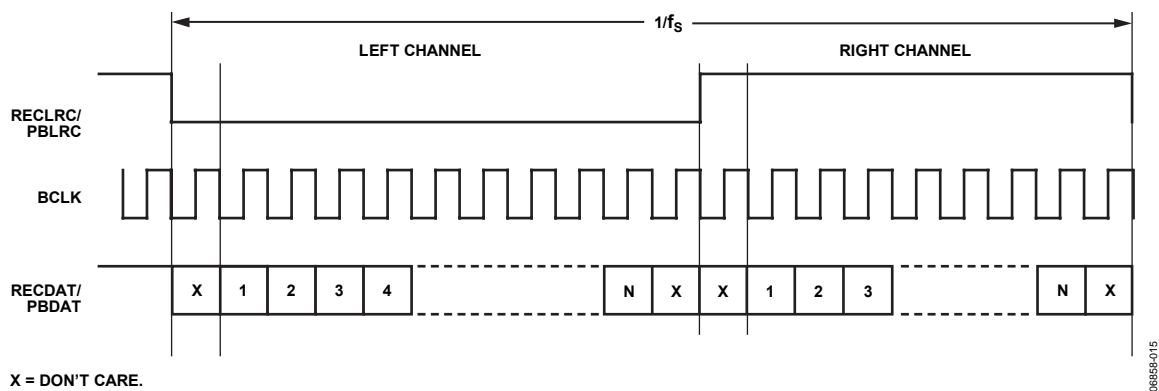 1/fS
LEFT CHANNEL RIGHT CHANNEL
RECLRC/
PBLRC
BCLK
RECDAT/
PBDAT
X 1 2 3 4 N X X 1 2 3 N X
X = DON'T CARE.
06858-015